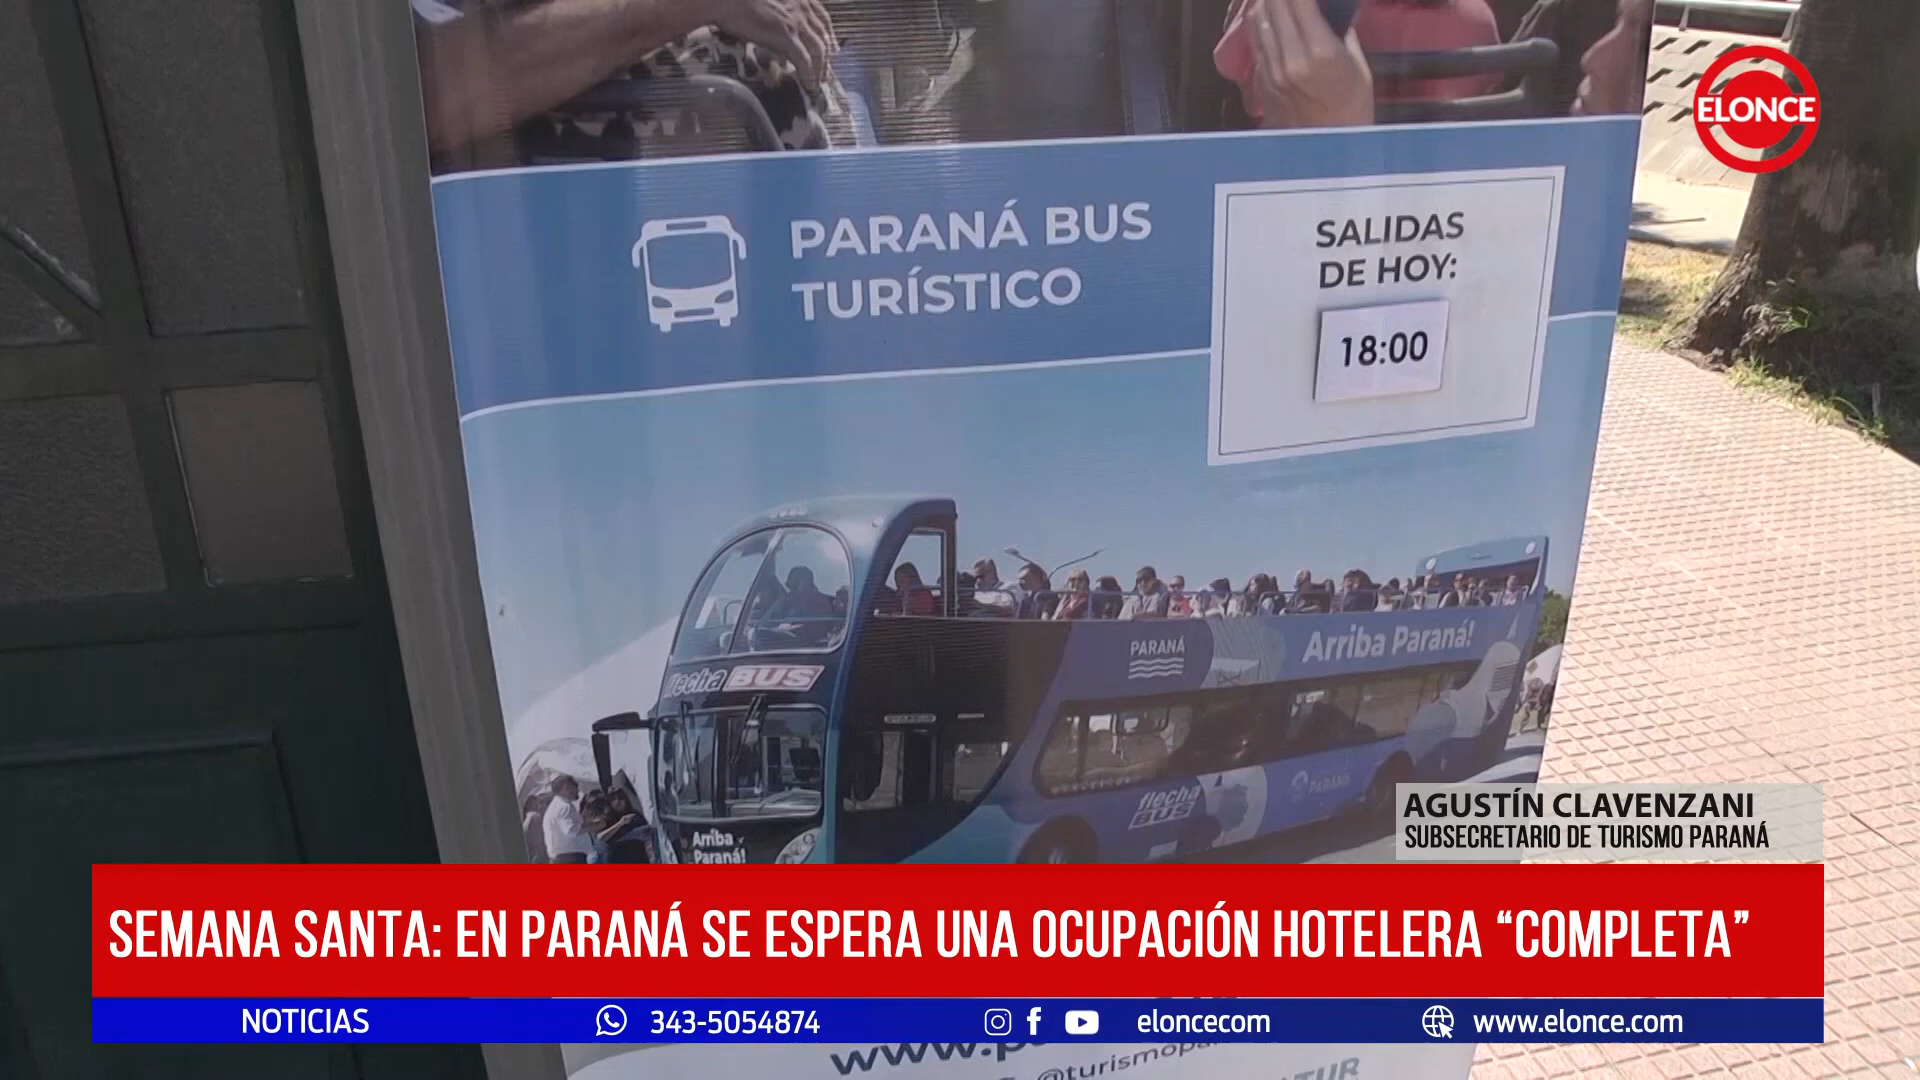 ELONCE
PARANÁ BUS
TURÍSTICO
SALIDAS
DE HOY:
18:00
PARANÁ
Arriba Paraná!
flecha BUS
flecha
BUS
PARANÁ
Arriba
Paraná!
AGUSTÍN CLAVENZANI
SUBSECRETARIO DE TURISMO PARANÁ
SEMANA SANTA: EN PARANÁ SE ESPERA UNA OCUPACIÓN HOTELERA “COMPLETA”
NOTICIAS
343-5054874
eloncecom
www.elonce.com